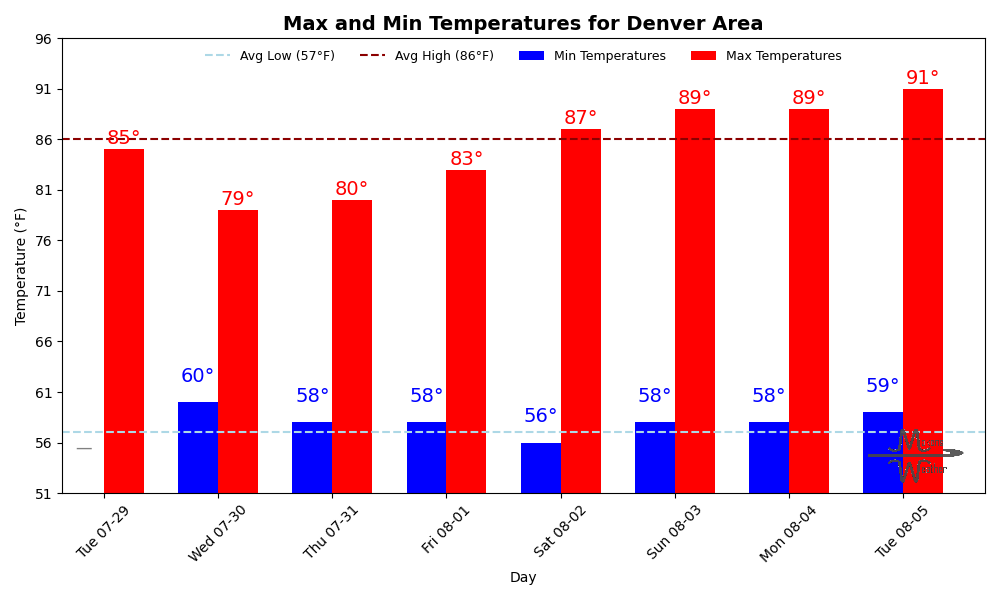 Max and Min Temperatures for Denver Area
Avg Low (57°F)
Avg High (86°F)
Min Temperatures
Max Temperatures
Temperature (°F)
96
91
86
81
76
71
66
61
56
51
85°
79°
80°
83°
87°
89°
89°
91°
—
60°
58°
58°
56°
58°
58°
59°
Tue 07-29
Wed 07-30
Thu 07-31
Fri 08-01
Sat 08-02
Sun 08-03
Mon 08-04
Tue 08-05
Day